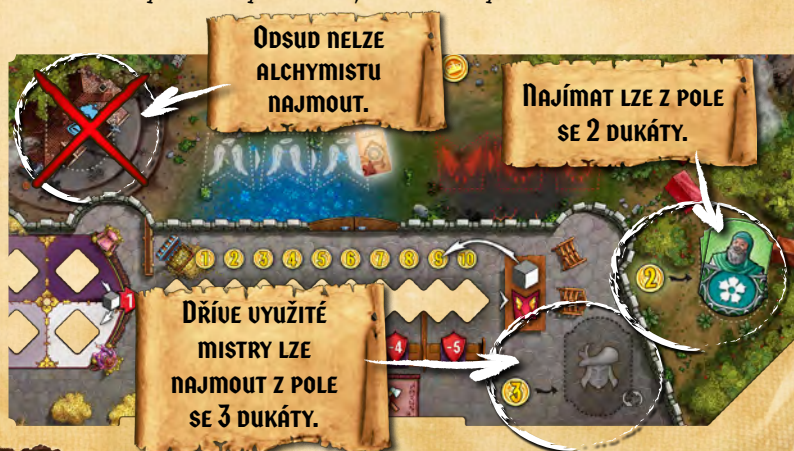 Odsud nelze
alchymistu
najmout.
Najímat lze z pole
se 2 dukáty.
1 2 3 4 5 6 7 8 9 10
2
1
Dříve využité
mistry lze
najmout z pole
se 3 dukáty.
-4
-5
3